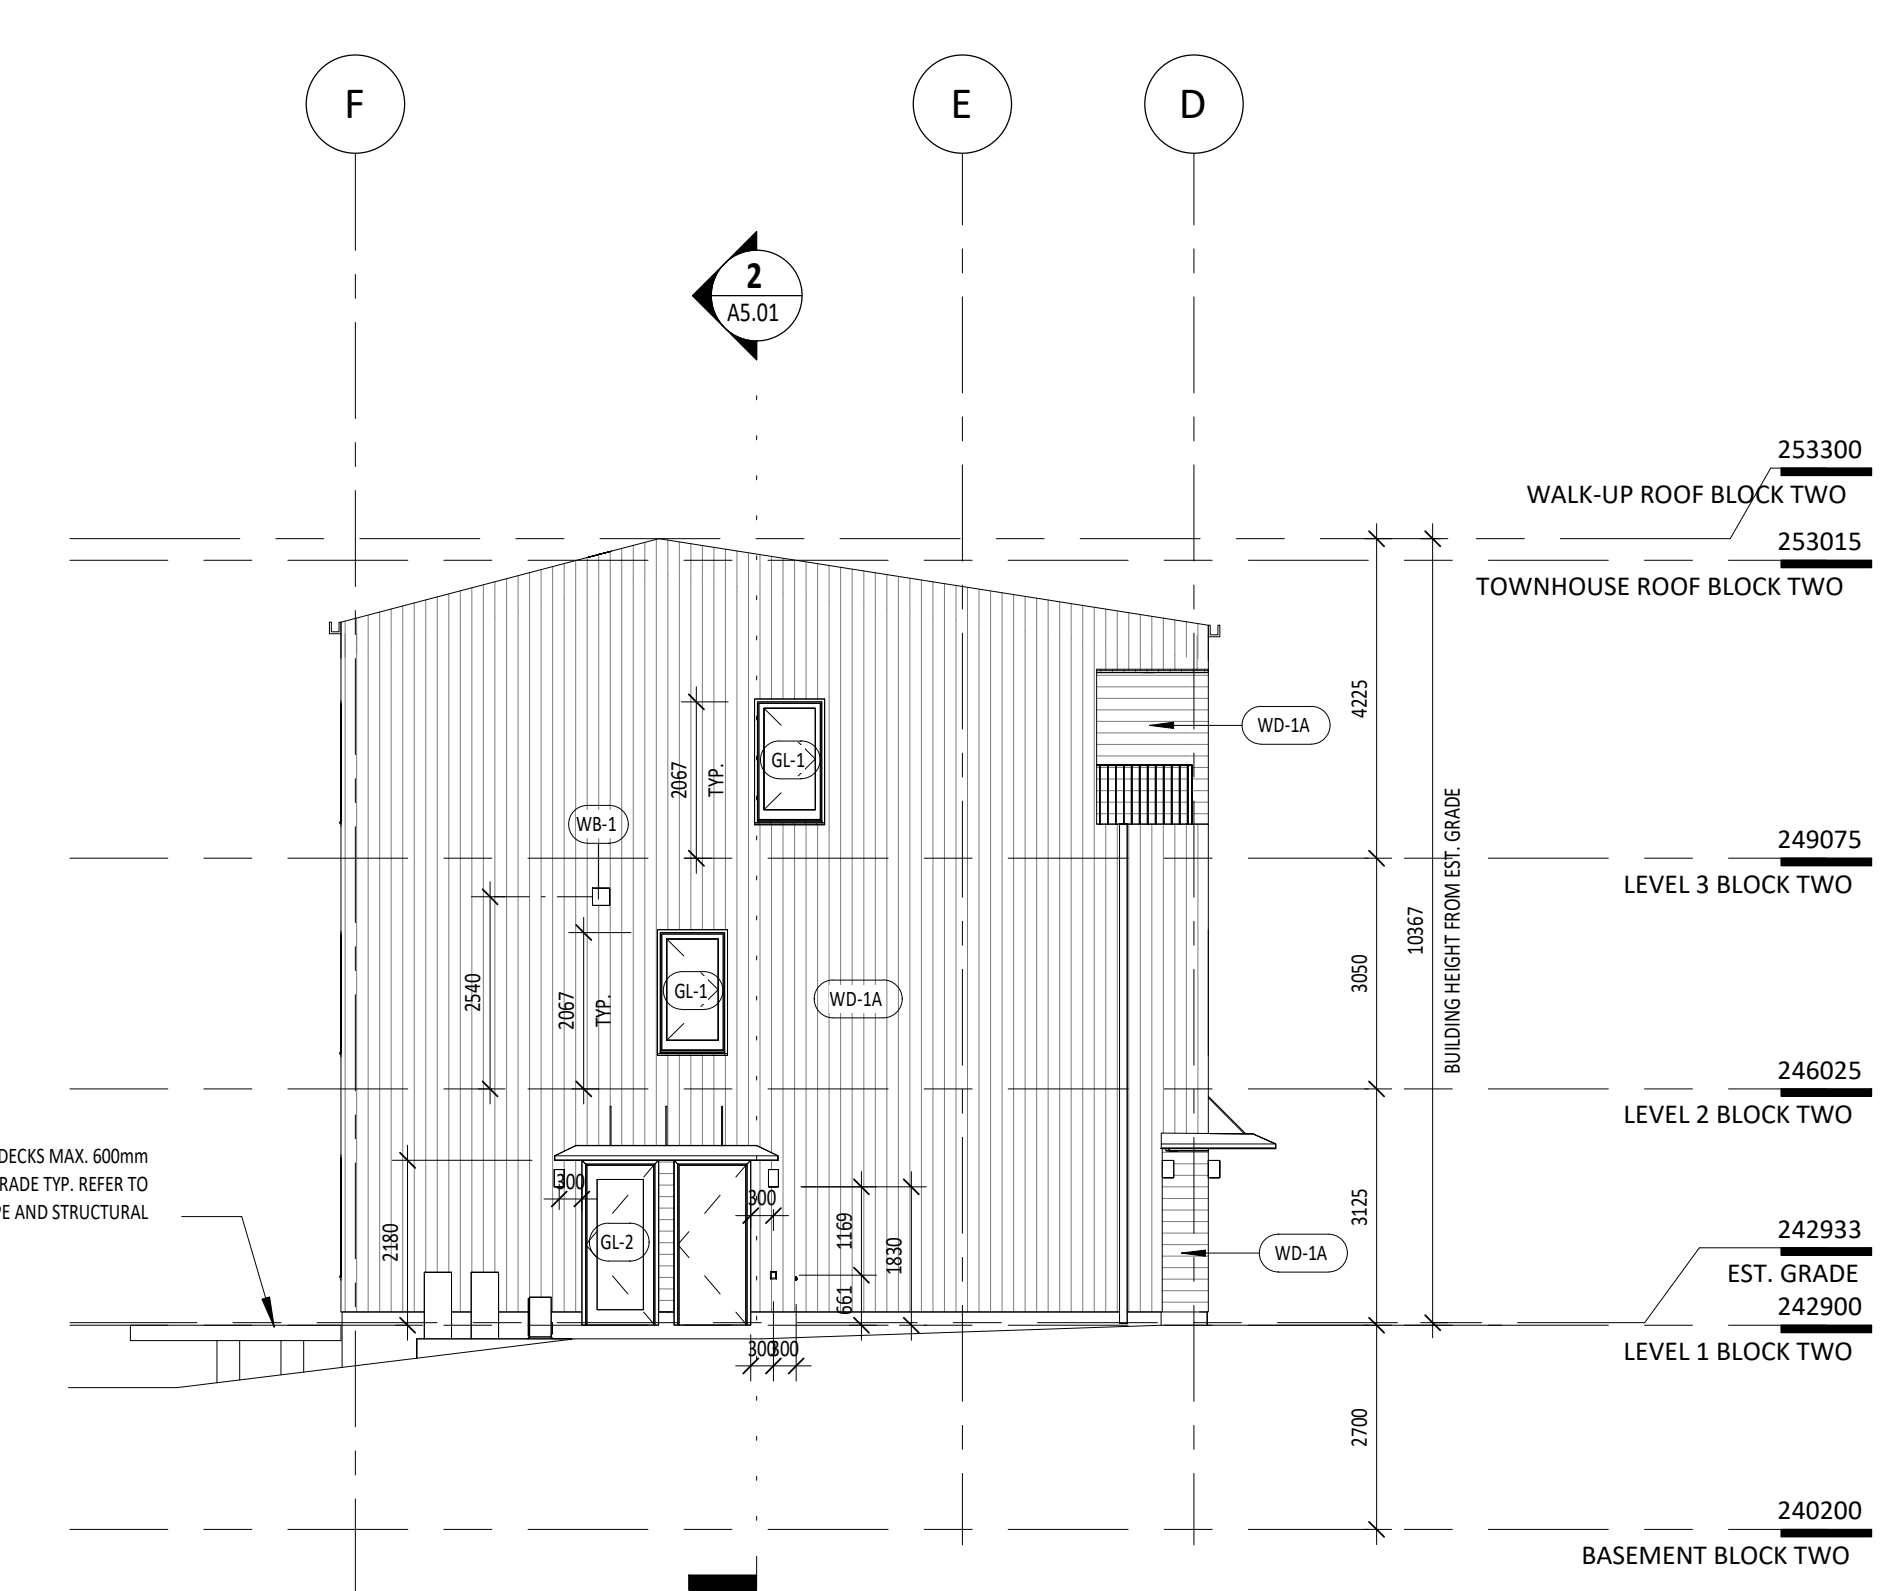 F
E
D
2
A5.01
253300
WALK-UP ROOF BLOCK TWO
253015
TOWNHOUSE ROOF BLOCK TWO
4225
WD-1A
GL-1
2067
TYP.
WB-1
249075
LEVEL 3 BLOCK TWO
10367
BUILDING HEIGHT FROM EST. GRADE
3050
2540
2067
TYP.
GL-1
WD-1A
246025
LEVEL 2 BLOCK TWO
DECKS MAX. 600mm
RADE TYP. REFER TO
PE AND STRUCTURAL
2180
300
GL-2
300
1169
1830
661
3125
WD-1A
242933
EST. GRADE
242900
LEVEL 1 BLOCK TWO
300
300
2700
240200
BASEMENT BLOCK TWO